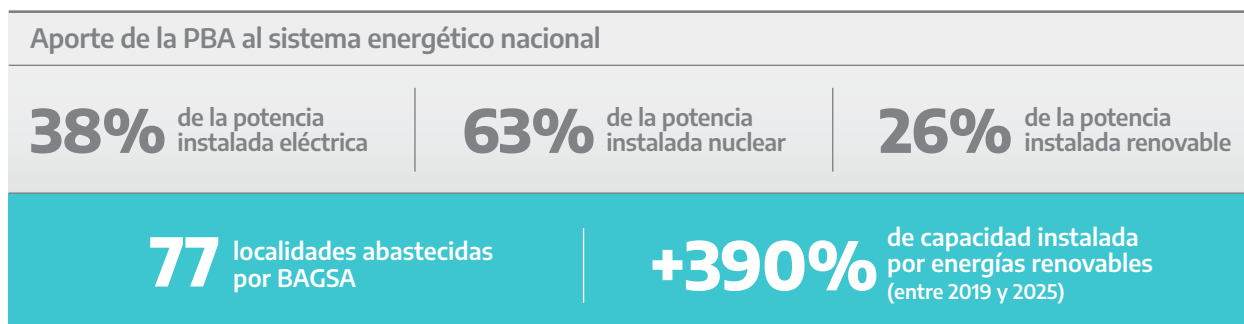 Aporte de la PBA al sistema energético nacional
38% de la potencia
instalada eléctrica
63% de la potencia
instalada nuclear
26% de la potencia
instalada renovable
77 localidades abastecidas
por BAGSA
+390% de capacidad instalada
por energías renovables
(entre 2019 y 2025)